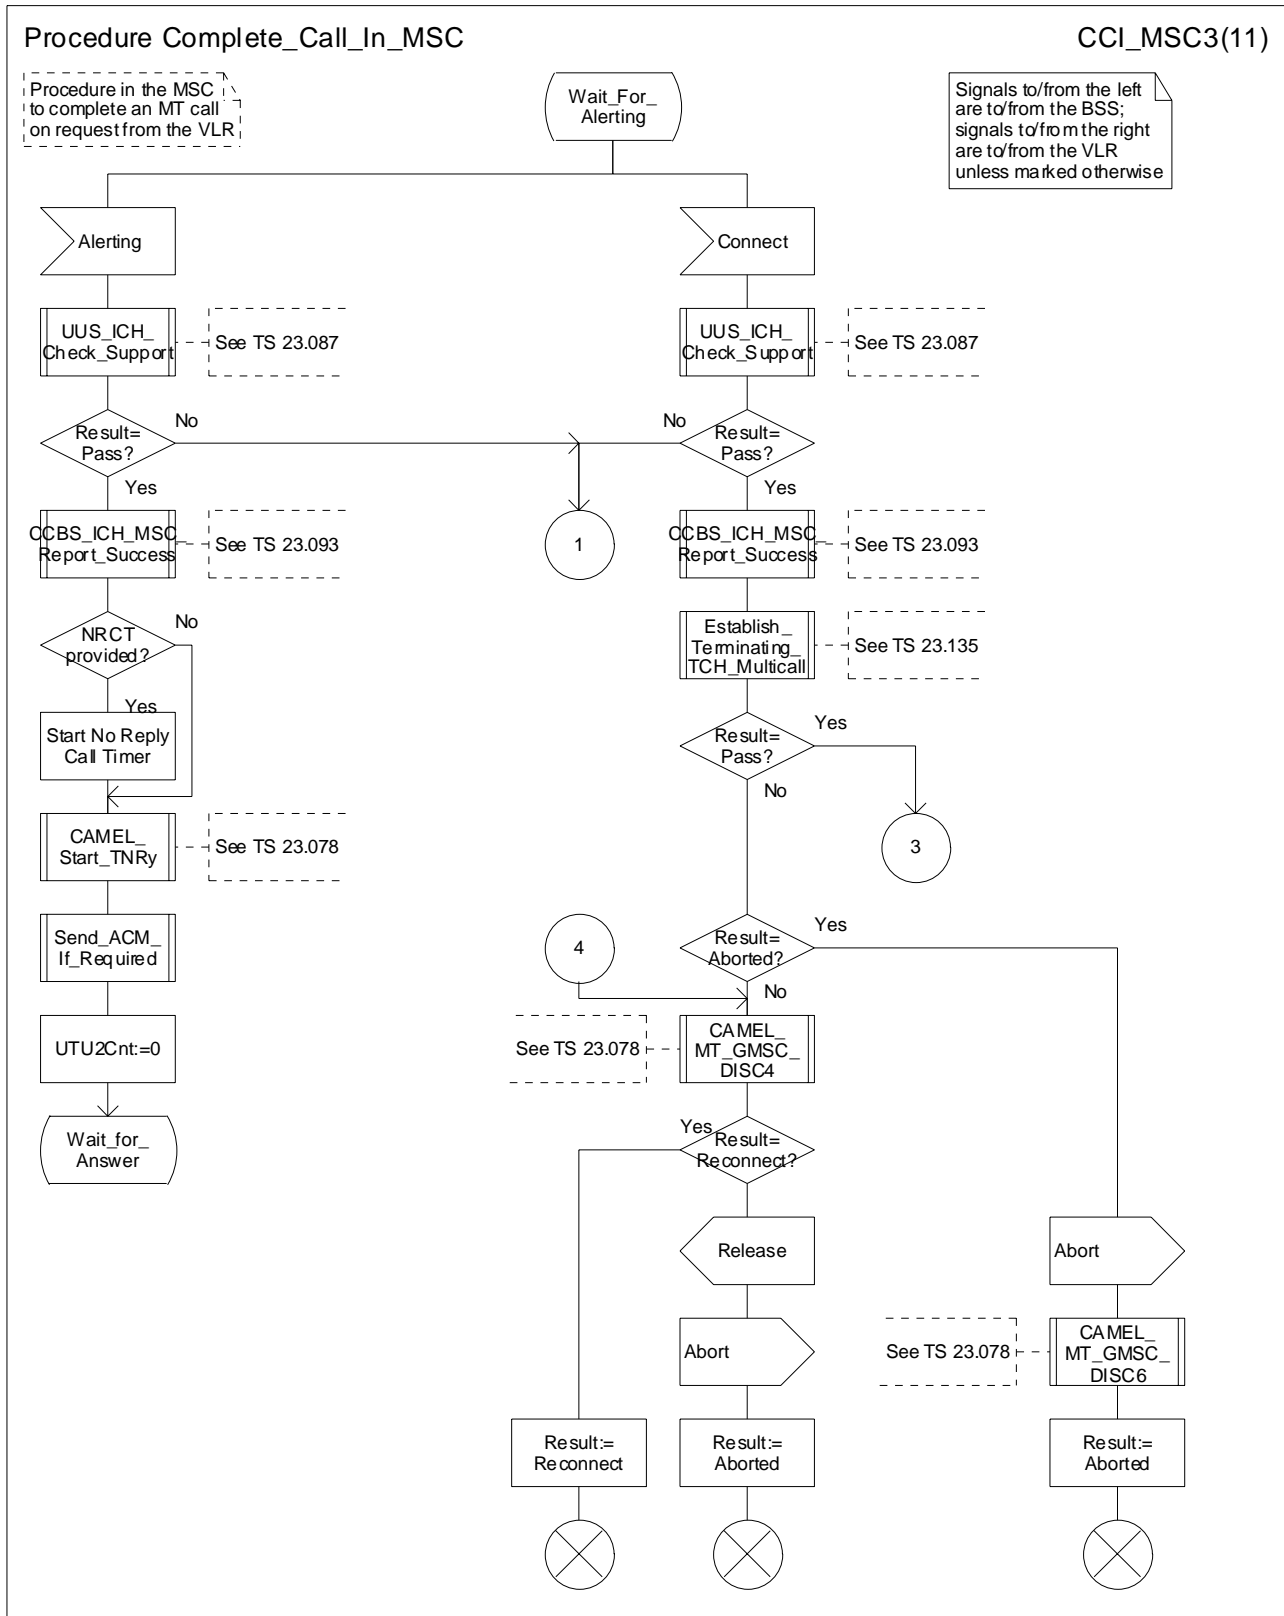 Procedure Complete_Call_In_MSC
CCI_MSC3(11)
Procedure in the MSC
to complete an MT call
on request from the VLR
Wait_For_
Alerting
Signals to/from the left
are to/from the BSS;
signals to/from the right
are to/from the VLR
unless marked otherwise
Alerting
Connect
UUS_ICH_
Check_Support
See TS 23.087
UUS_ICH_
Check_Support
See TS 23.087
Result=
Pass?
No
No
Result=
Pass?
Yes
Yes
CCBS_ICH_MSC_
Report_Success
See TS 23.093
1
CCBS_ICH_MSC_
Report_Success
See TS 23.093
NRCT
provided?
No
Yes
Establish_
Terminating_
TCH_Multicall
See TS 23.135
Start No Reply
Call Timer
Result=
Pass?
Yes
No
CAMEL_
Start_TNRy
See TS 23.078
3
Send_ACM_
If_Required
4
Result=
Aborted?
Yes
No
UTU2Cnt:=0
See TS 23.078
CAMEL_
MT_GMSC_
DISC4
Wait_for_
Answer
Yes
Result=
Reconnect?
Release
Abort
Abort
See TS 23.078
CAMEL_
MT_GMSC_
DISC6
Result:=
Reconnect
Result:=
Aborted
Result:=
Aborted